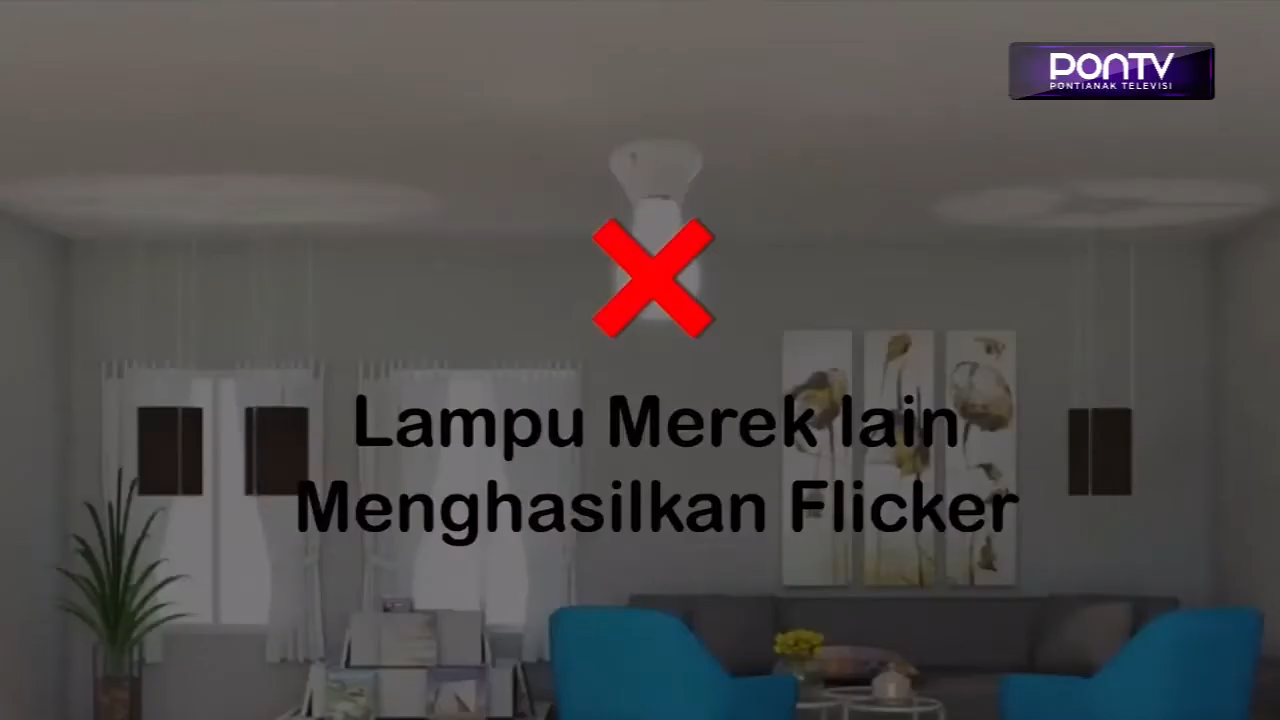 PONTV
PONTIANAK TELEVISI
Lampu Merek lain
Menghasilkan Flicker